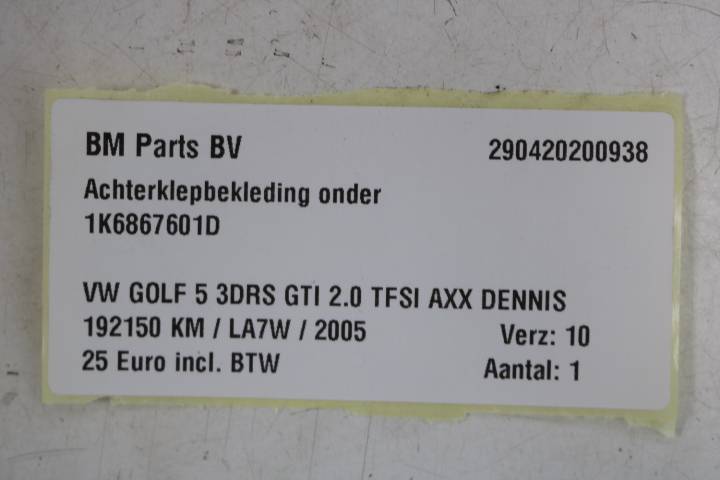 BM Parts BV 290420200938
Achterklepbekleding onder
1K6867601D
VW GOLF 5 3DRS GTI 2.0 TFSI AXX DENNIS
192150 KM / LA7W / 2005 Verz: 10
25 Euro incl. BTW Aantal: 1